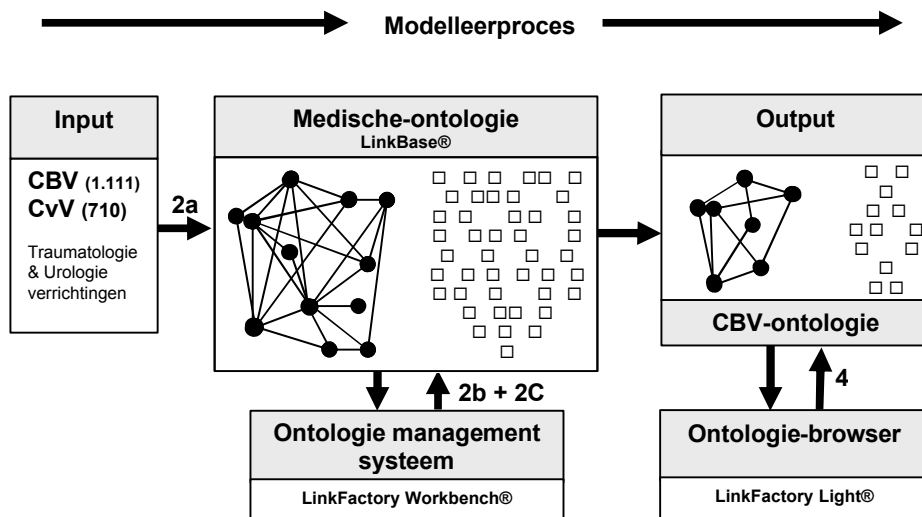 Modelleerproces
Input
CBV (1.111)
CvV (710)
Traumatologie
& Urologie
verrichtingen
2a
Medische-ontologie
LinkBase®
2b + 2C
Ontologie management
systeem
LinkFactory Workbench®
Output
CBV-ontologie
4
Ontologie-browser
LinkFactory Light®